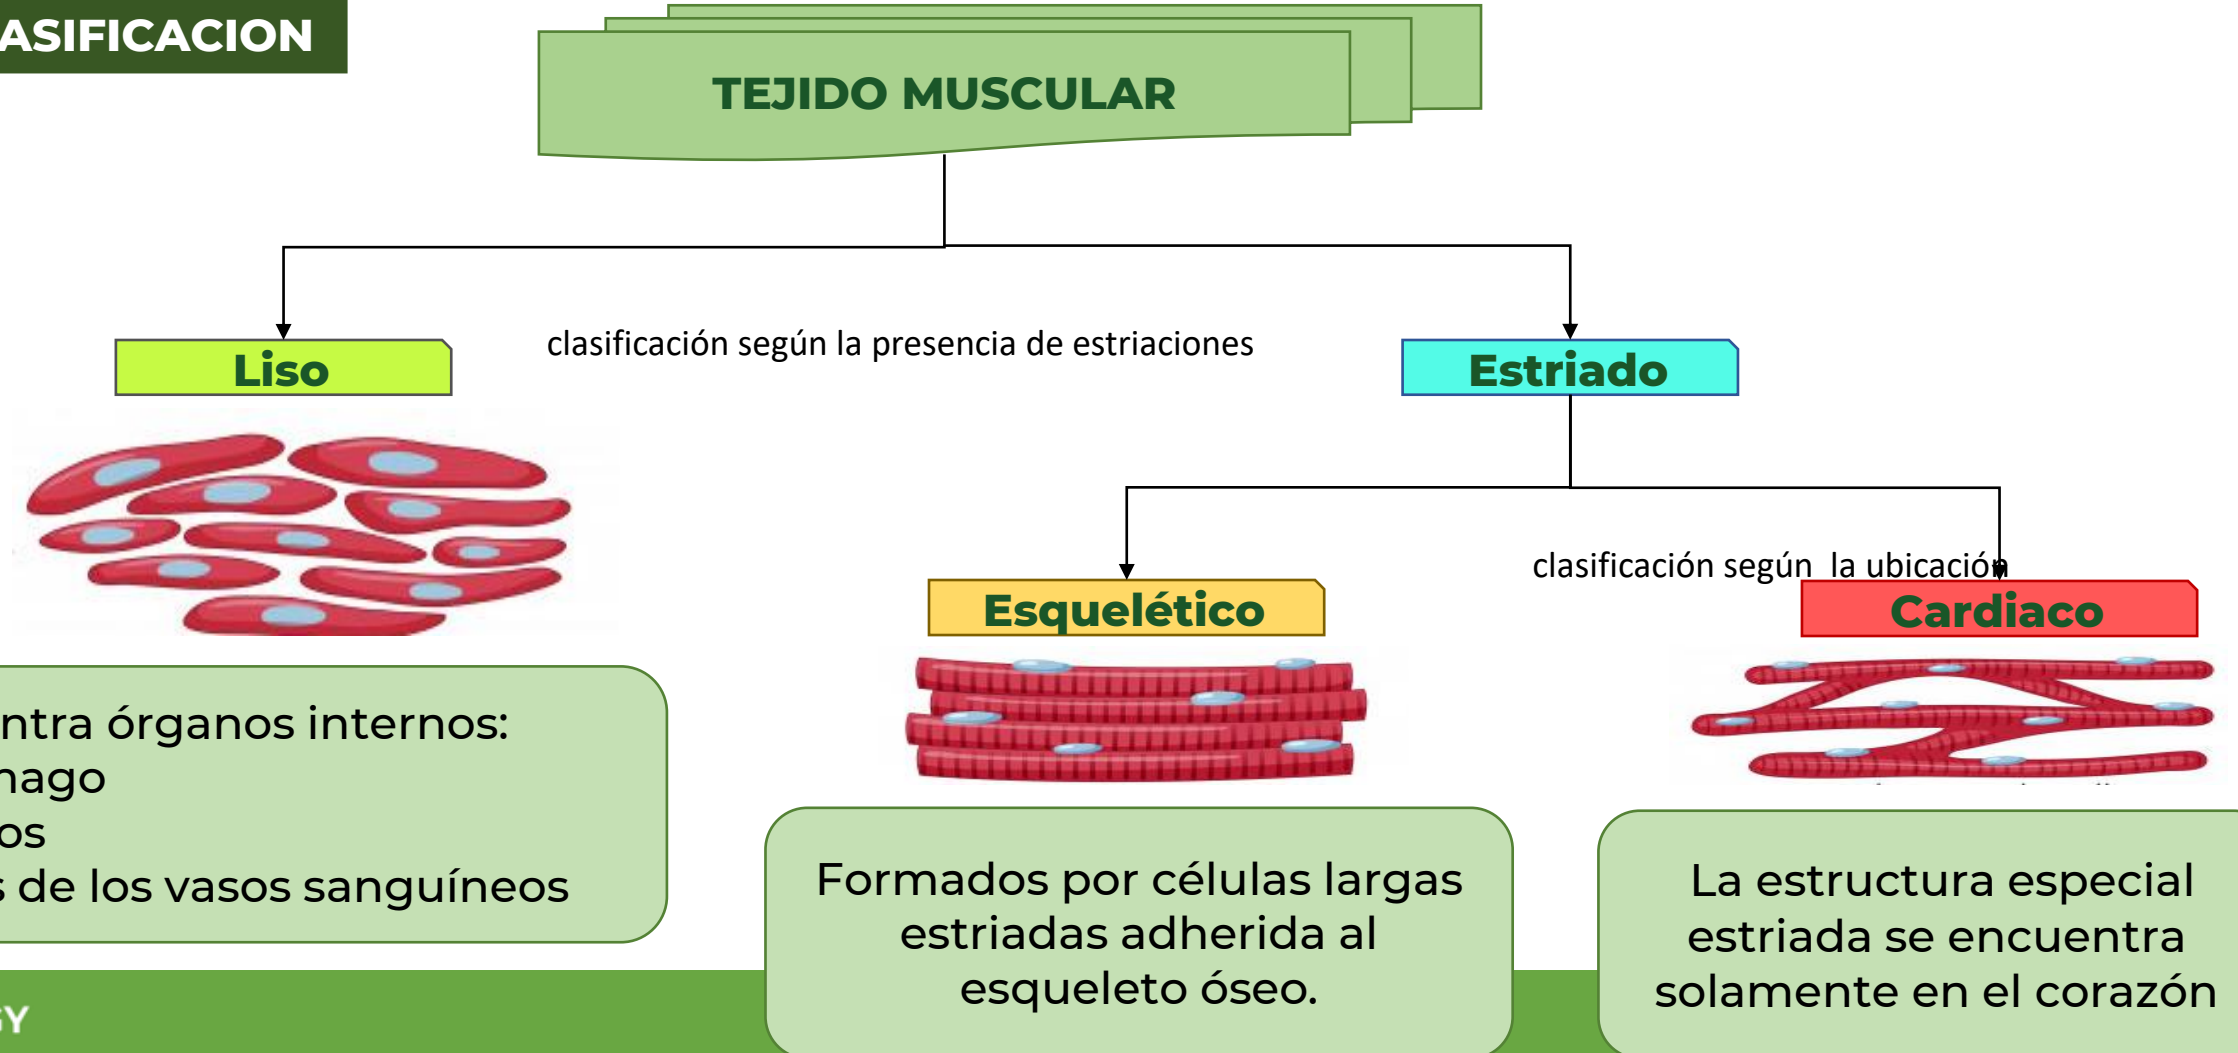 ASIFICACION
TEJIDO MUSCULAR
clasificación según la presencia de estriaciones
Liso
Estriado
clasificación según  la ubicación
Esquelético
Cardiaco
ntra órganos internos:
nago
os
s de los vasos sanguíneos
Formados por células largas
estriadas adherida al
esqueleto óseo.
La estructura especial
estriada se encuentra
solamente en el corazón
GY